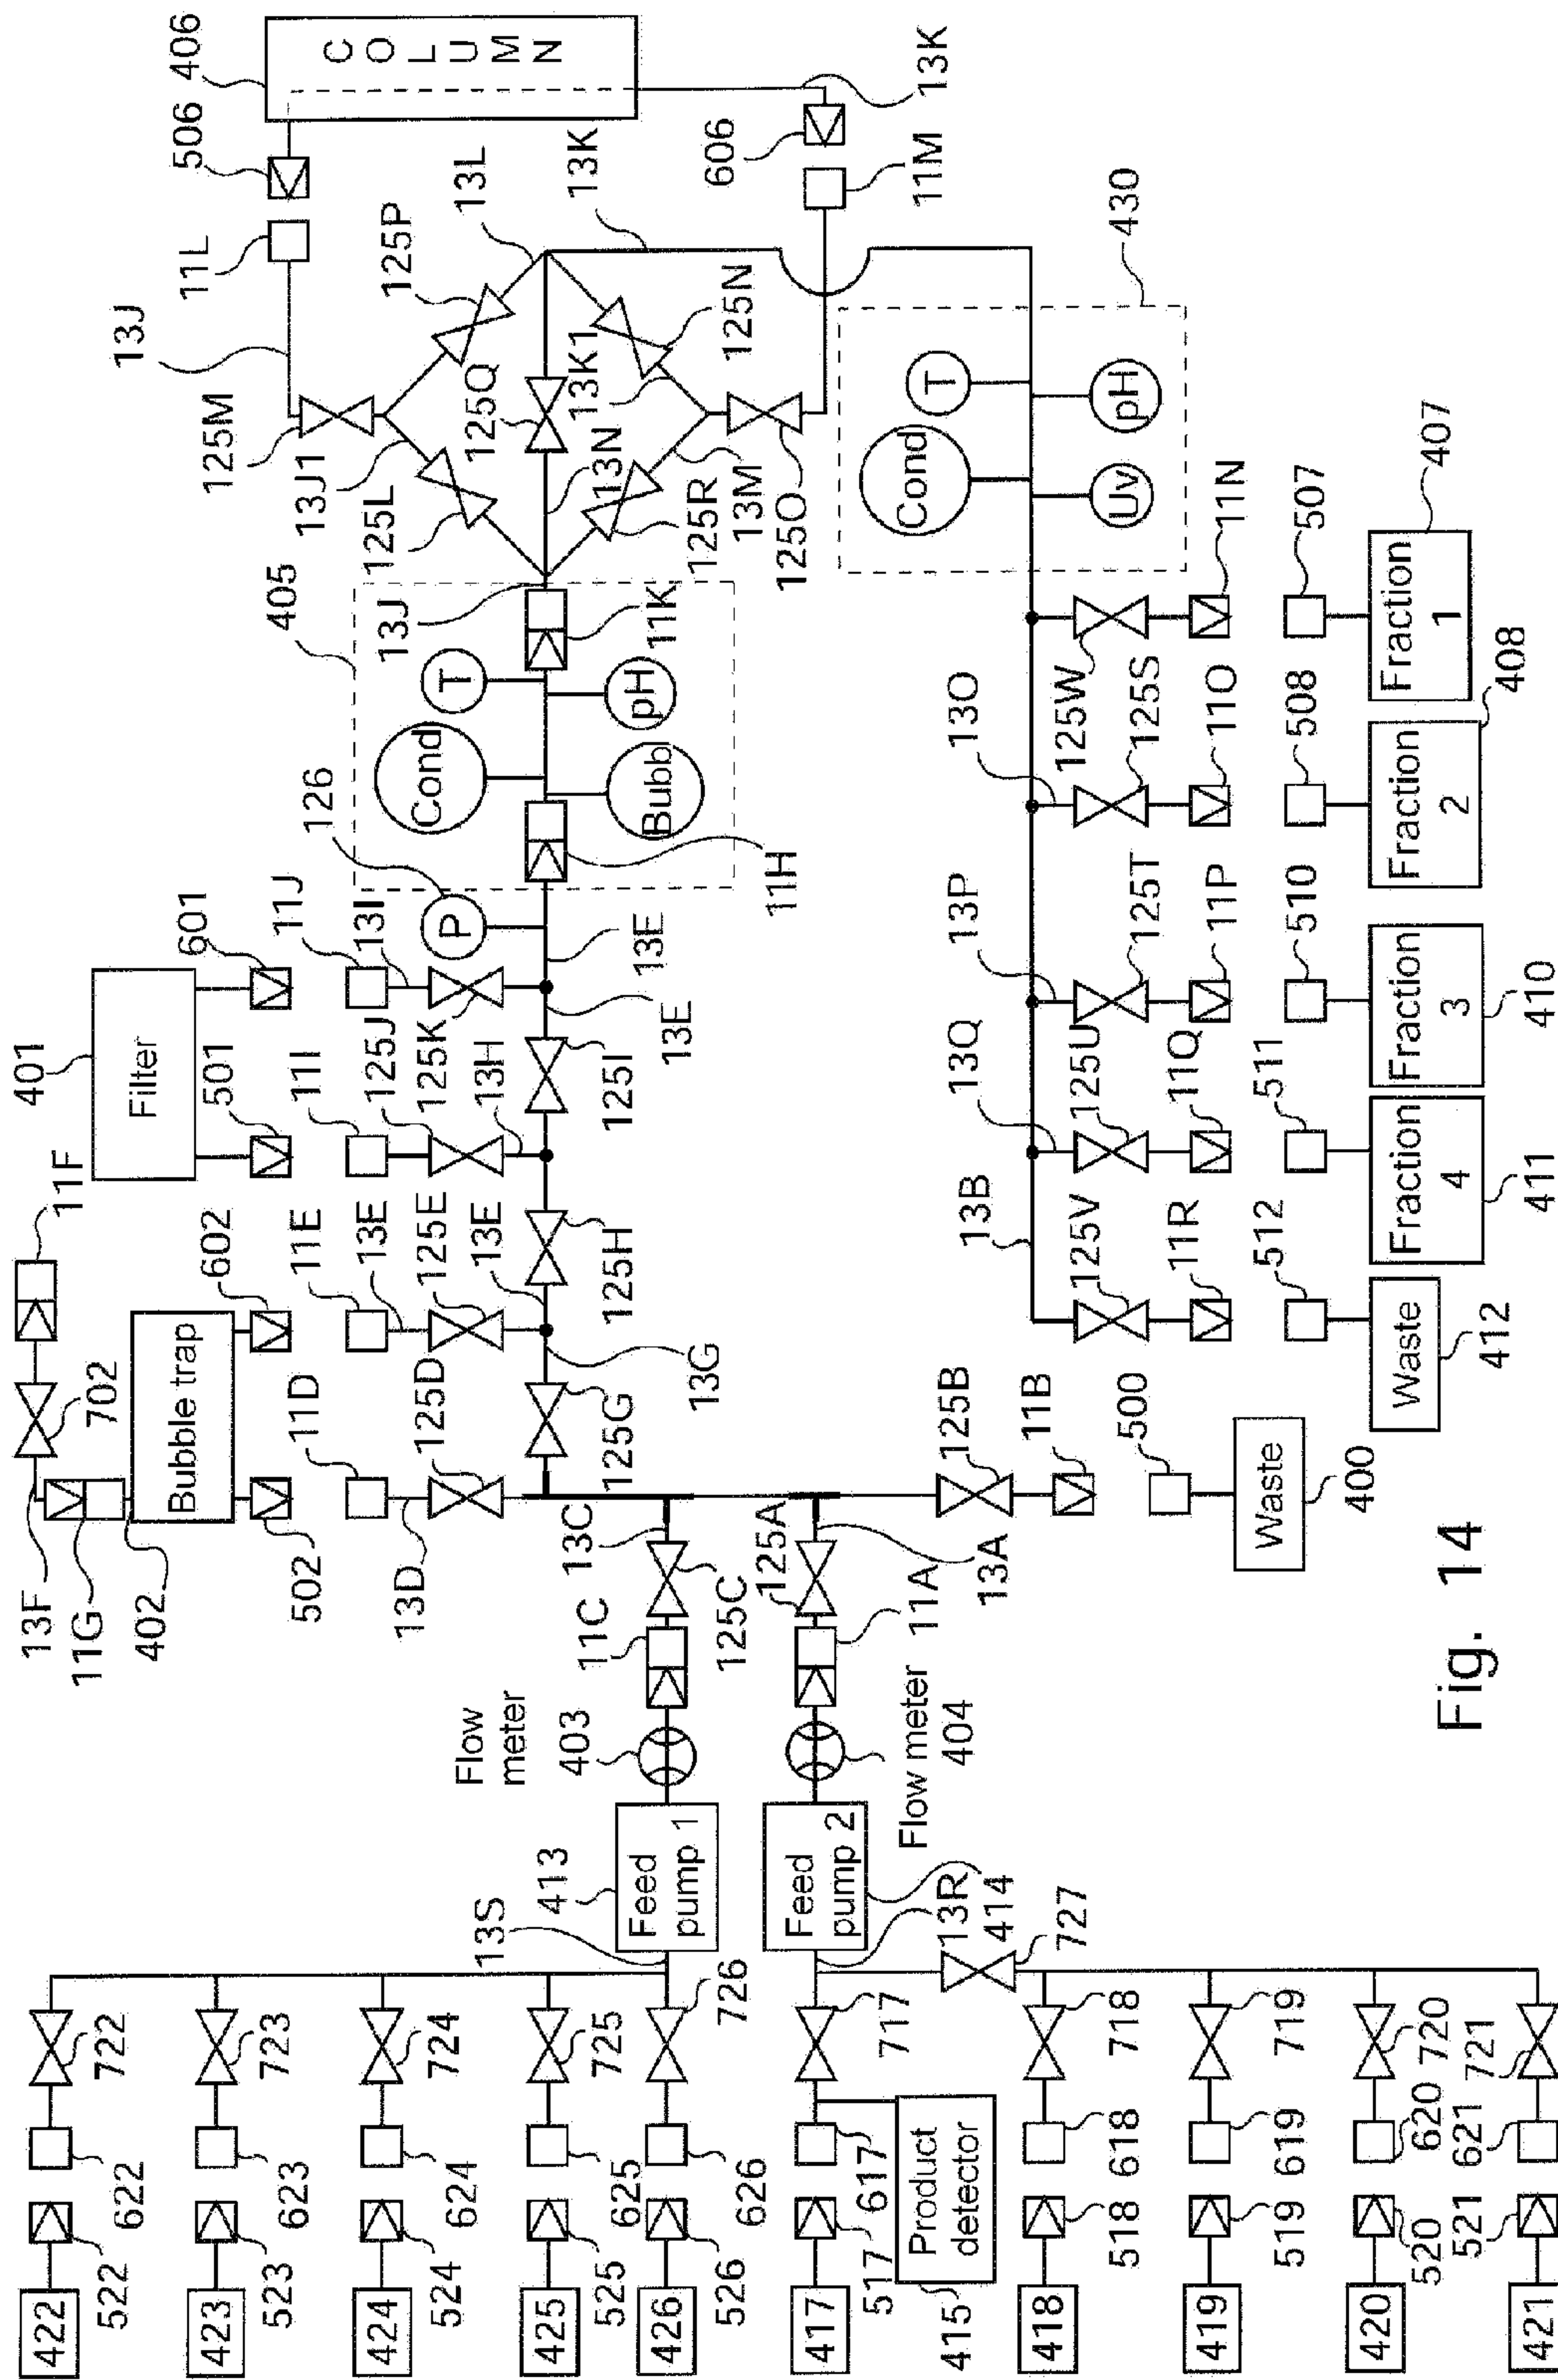 422
522
622
722
423
523
623
723
424
524
624
724
425
525
625
725
426
526
626
726
13S
417
517
617
717
Product
detector
415
13R
414
727
418
518
618
718
419
519
619
719
420
520
620
720
421
521
621
721
Feed
pump 1
413
Feed
pump 2
Flow
meter
403
Flow meter
404
11C
125C
13C
11A
125A
13A
13F
11G
402
702
11F
Bubble trap
502
602
13D
11D
125D
11E
13E
125E
13E
125G
13G
125H
125B
11B
500
Waste
400
401
Filter
501
601
11I
125J
125K
13H
125I
11J
13I
13E
13E
P
126
405
11H
Cond
T
Bubb
pH
11K
13J
125L
13J1
125M
13J
11L
506
406
COLUMN
125P
13L
125Q
13N
13K1
13K
125R
13M
125N
125O
606
11M
13K
430
Cond
T
Uv
pH
13B
125V
11R
512
Waste
412
13Q
125U
11Q
511
Fraction
4
411
13P
125T
11P
510
Fraction
3
410
13O
125S
11O
508
Fraction
2
408
125W
11N
507
Fraction
1
407
Fig. 14